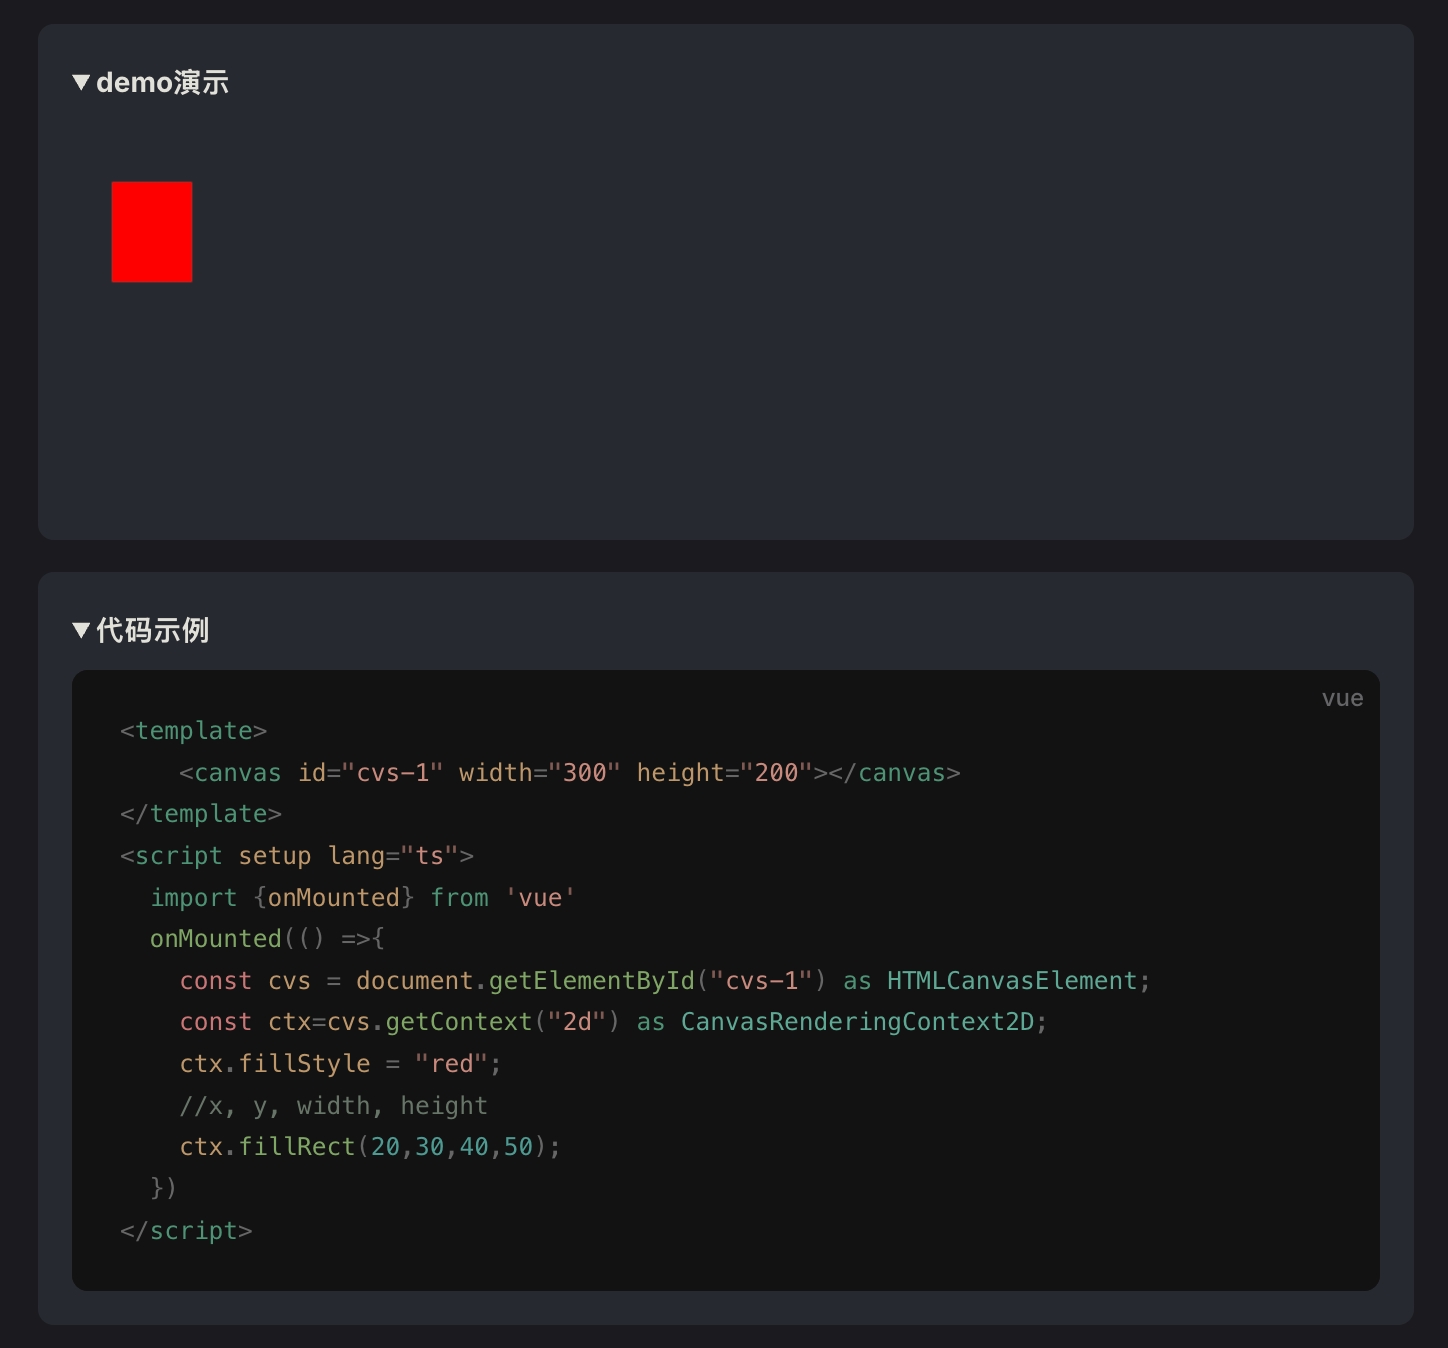 ▼ demo演示
▼ 代码示例
vue
<template>
    <canvas id="cvs-1" width="300" height="200"></canvas>
</template>
<script setup lang="ts">
  import {onMounted} from 'vue'
  onMounted(() =>{
    const cvs = document.getElementById("cvs-1") as HTMLCanvasElement;
    const ctx=cvs.getContext("2d") as CanvasRenderingContext2D;
    ctx.fillStyle = "red";
    //x, y, width, height
    ctx.fillRect(20,30,40,50);
  })
</script>